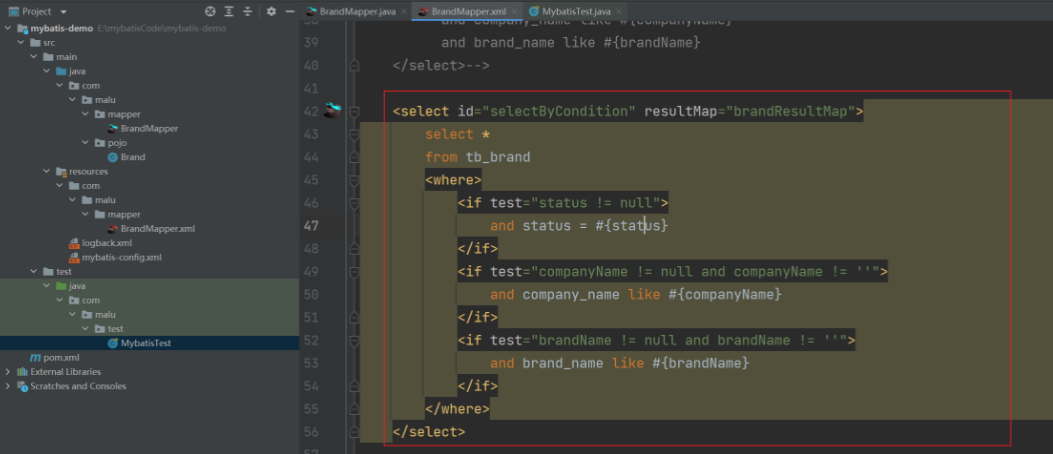 Project
mybatis-demo E:\mybatisCode\mybatis-demo
src
main
java
com
malu
mapper
BrandMapper
pojo
Brand
resources
com
malu
mapper
BrandMapper.xml
logback.xml
mybatis-config.xml
test
java
com
malu
test
MybatisTest
pom.xml
External Libraries
Scratches and Consoles
BrandMapper.java × BrandMapper.xml × MybatisTest.java ×
38 and company_name like #{companyName}
39 and brand_name like #{brandName}
40 </select>-->
41
42 <select id="selectByCondition" resultMap="brandResultMap">
43 select *
44 from tb_brand
45 <where>
46 <if test="status != null">
47 and status = #{status}
48 </if>
49 <if test="companyName != null and companyName != ''">
50 and company_name like #{companyName}
51 </if>
52 <if test="brandName != null and brandName != ''">
53 and brand_name like #{brandName}
54 </if>
55 </where>
56 </select>
57